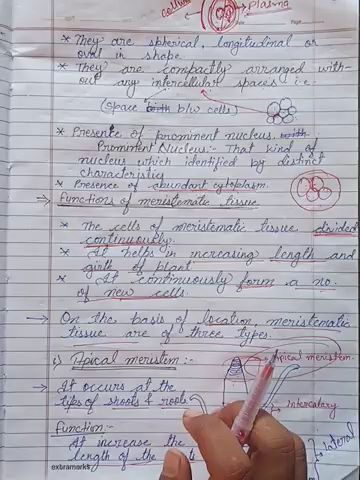 Plasma
Page
* They are spherical, longitudinal or
oval in shape
* They are compactly arranged with-
out any intercellular spaces i.e.
(space b/w cells)
* Presente of prominent nucleus,
Prominent Nucleus:- That kind of
nucleus which identified by distinct
characteristics
* Presence of abundant cytoplasm.
→ Functions of meristematic tissue
* The cells of meristematic tissue divided
continuously.
* It helps in increasing length and
girth of plant
* It continuously form a no.
of new cells.
→ On the basis of location, meristematic
tissue are of three types.
i) Apical meristem:-
Apical meristem.
→ It occurs at the
tips of shoots & roots
Intercalary
Function:-
lateral
It increase the
length of the
extramarks